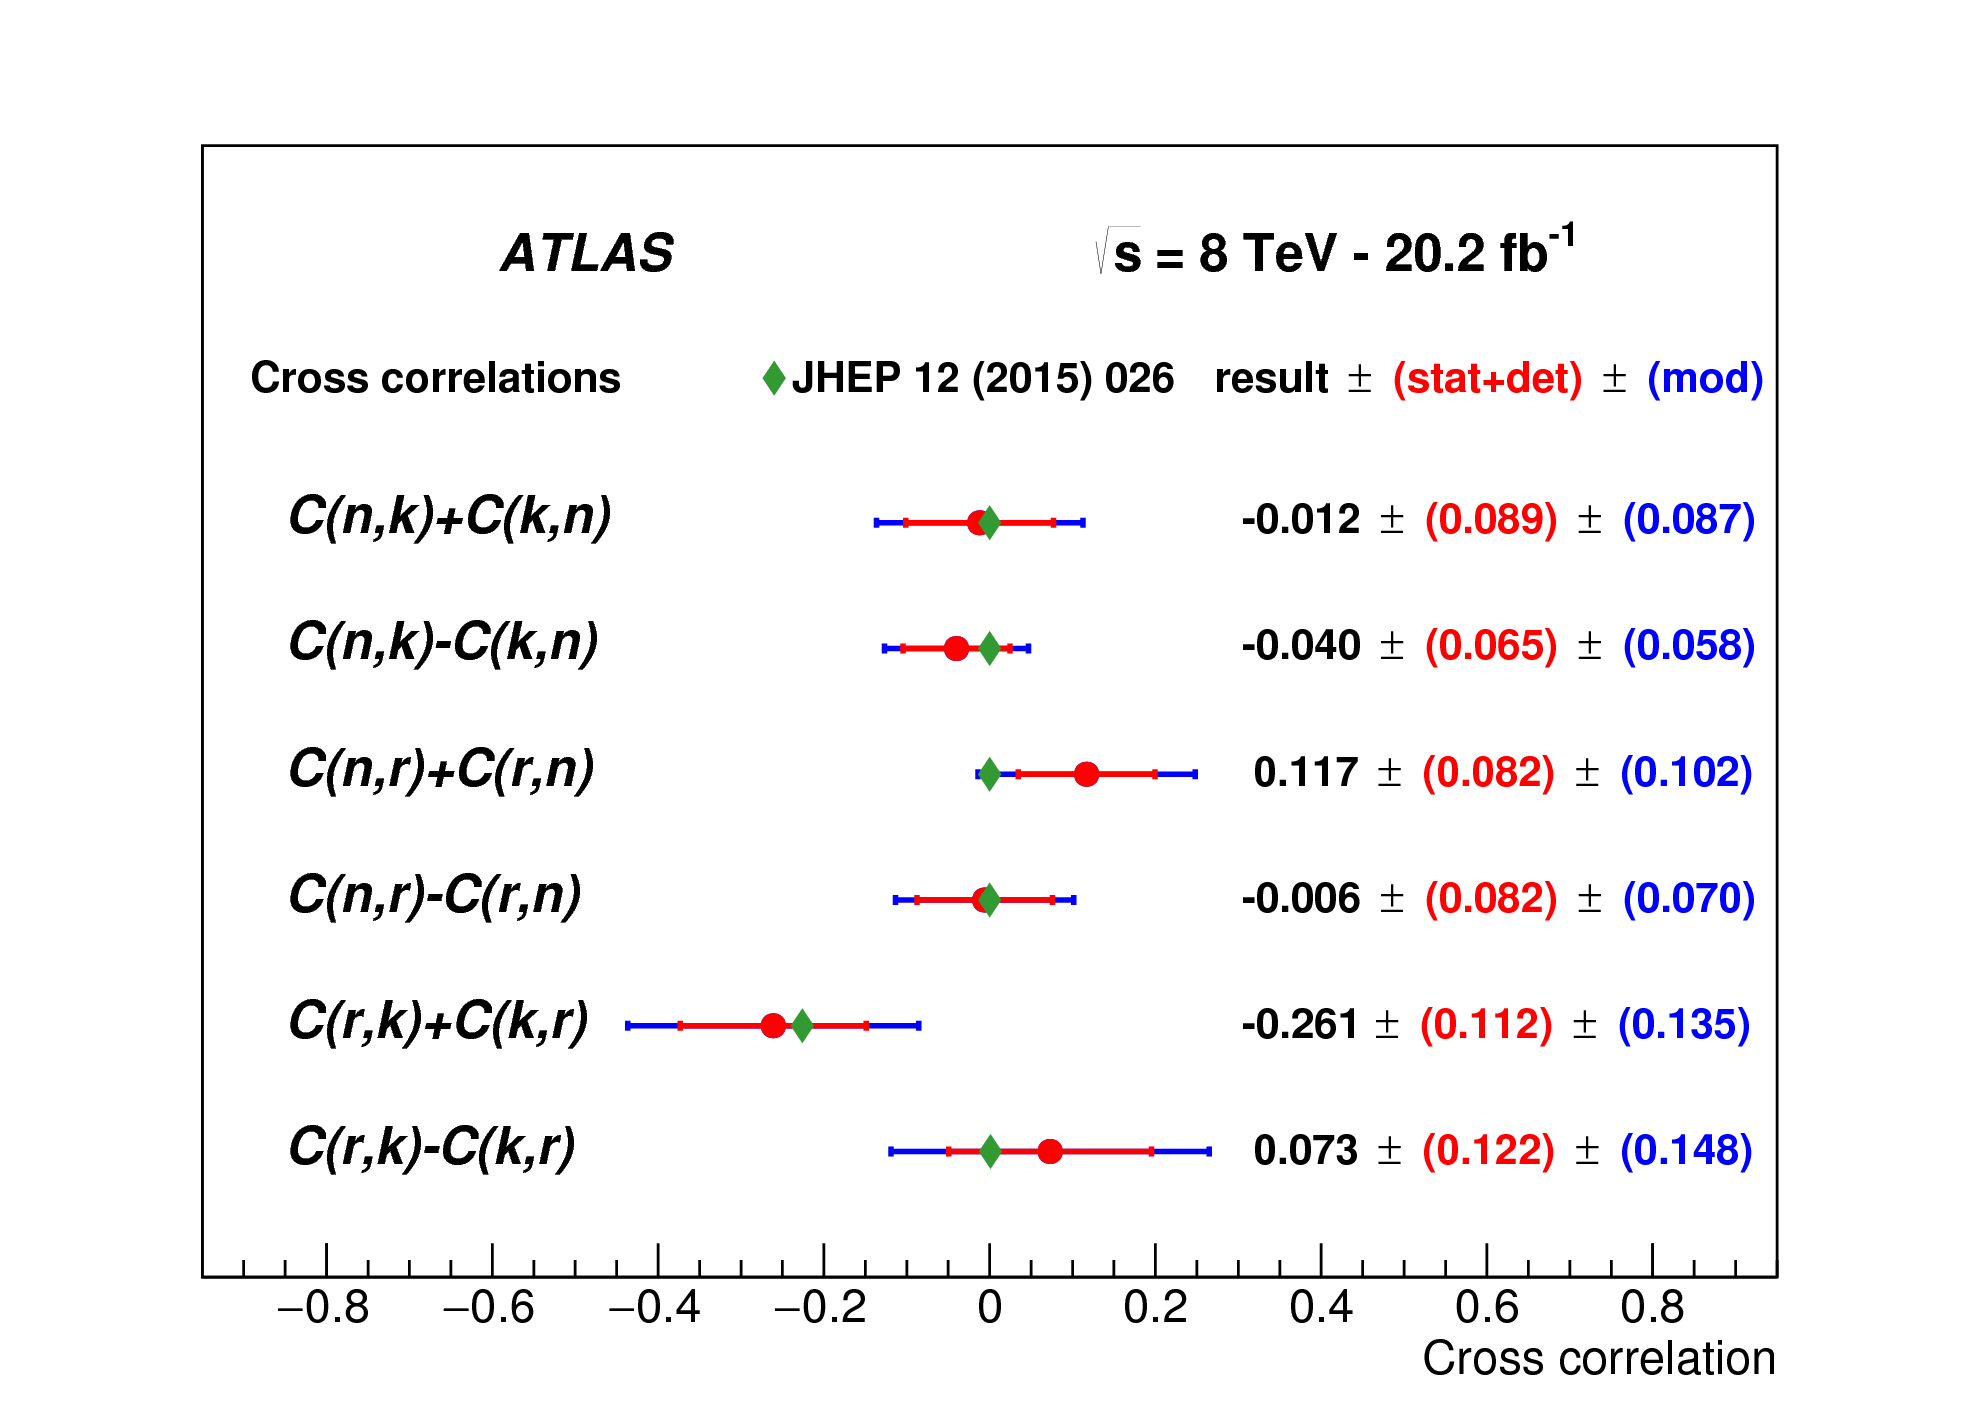 ATLAS √s = 8 TeV - 20.2 fb⁻¹
Cross correlations JHEP 12 (2015) 026 result ± (stat+det) ± (mod)
C(n,k)+C(k,n) -0.012 ± (0.089) ± (0.087)
C(n,k)-C(k,n) -0.040 ± (0.065) ± (0.058)
C(n,r)+C(r,n) 0.117 ± (0.082) ± (0.102)
C(n,r)-C(r,n) -0.006 ± (0.082) ± (0.070)
C(r,k)+C(k,r) -0.261 ± (0.112) ± (0.135)
C(r,k)-C(k,r) 0.073 ± (0.122) ± (0.148)
−0.8 −0.6 −0.4 −0.2 0 0.2 0.4 0.6 0.8
Cross correlation